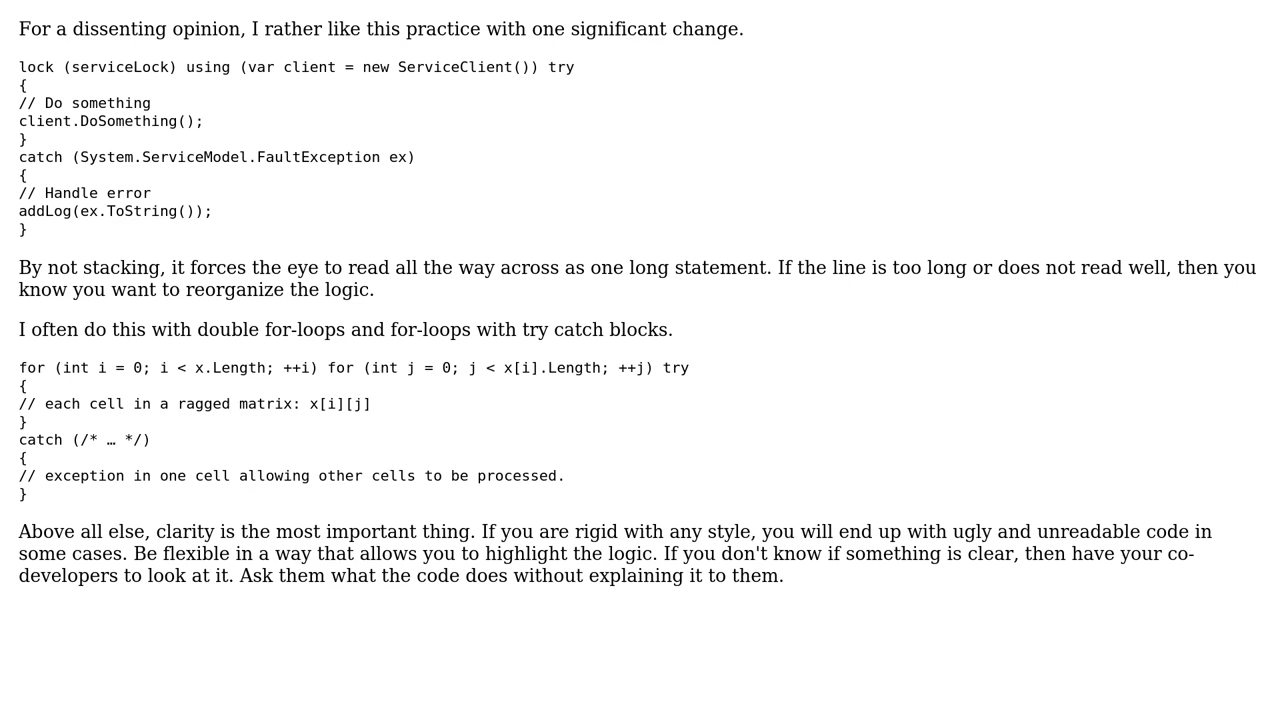 For a dissenting opinion, I rather like this practice with one significant change.
lock (serviceLock) using (var client = new ServiceClient()) try
{
// Do something
client.DoSomething();
}
catch (System.ServiceModel.FaultException ex)
{
// Handle error
addLog(ex.ToString());
}
By not stacking, it forces the eye to read all the way across as one long statement. If the line is too long or does not read well, then you
know you want to reorganize the logic.
I often do this with double for-loops and for-loops with try catch blocks.
for (int i = 0; i < x.Length; ++i) for (int j = 0; j < x[i].Length; ++j) try
{
// each cell in a ragged matrix: x[i][j]
}
catch (/* … */)
{
// exception in one cell allowing other cells to be processed.
}
Above all else, clarity is the most important thing. If you are rigid with any style, you will end up with ugly and unreadable code in
some cases. Be flexible in a way that allows you to highlight the logic. If you don't know if something is clear, then have your co-
developers to look at it. Ask them what the code does without explaining it to them.